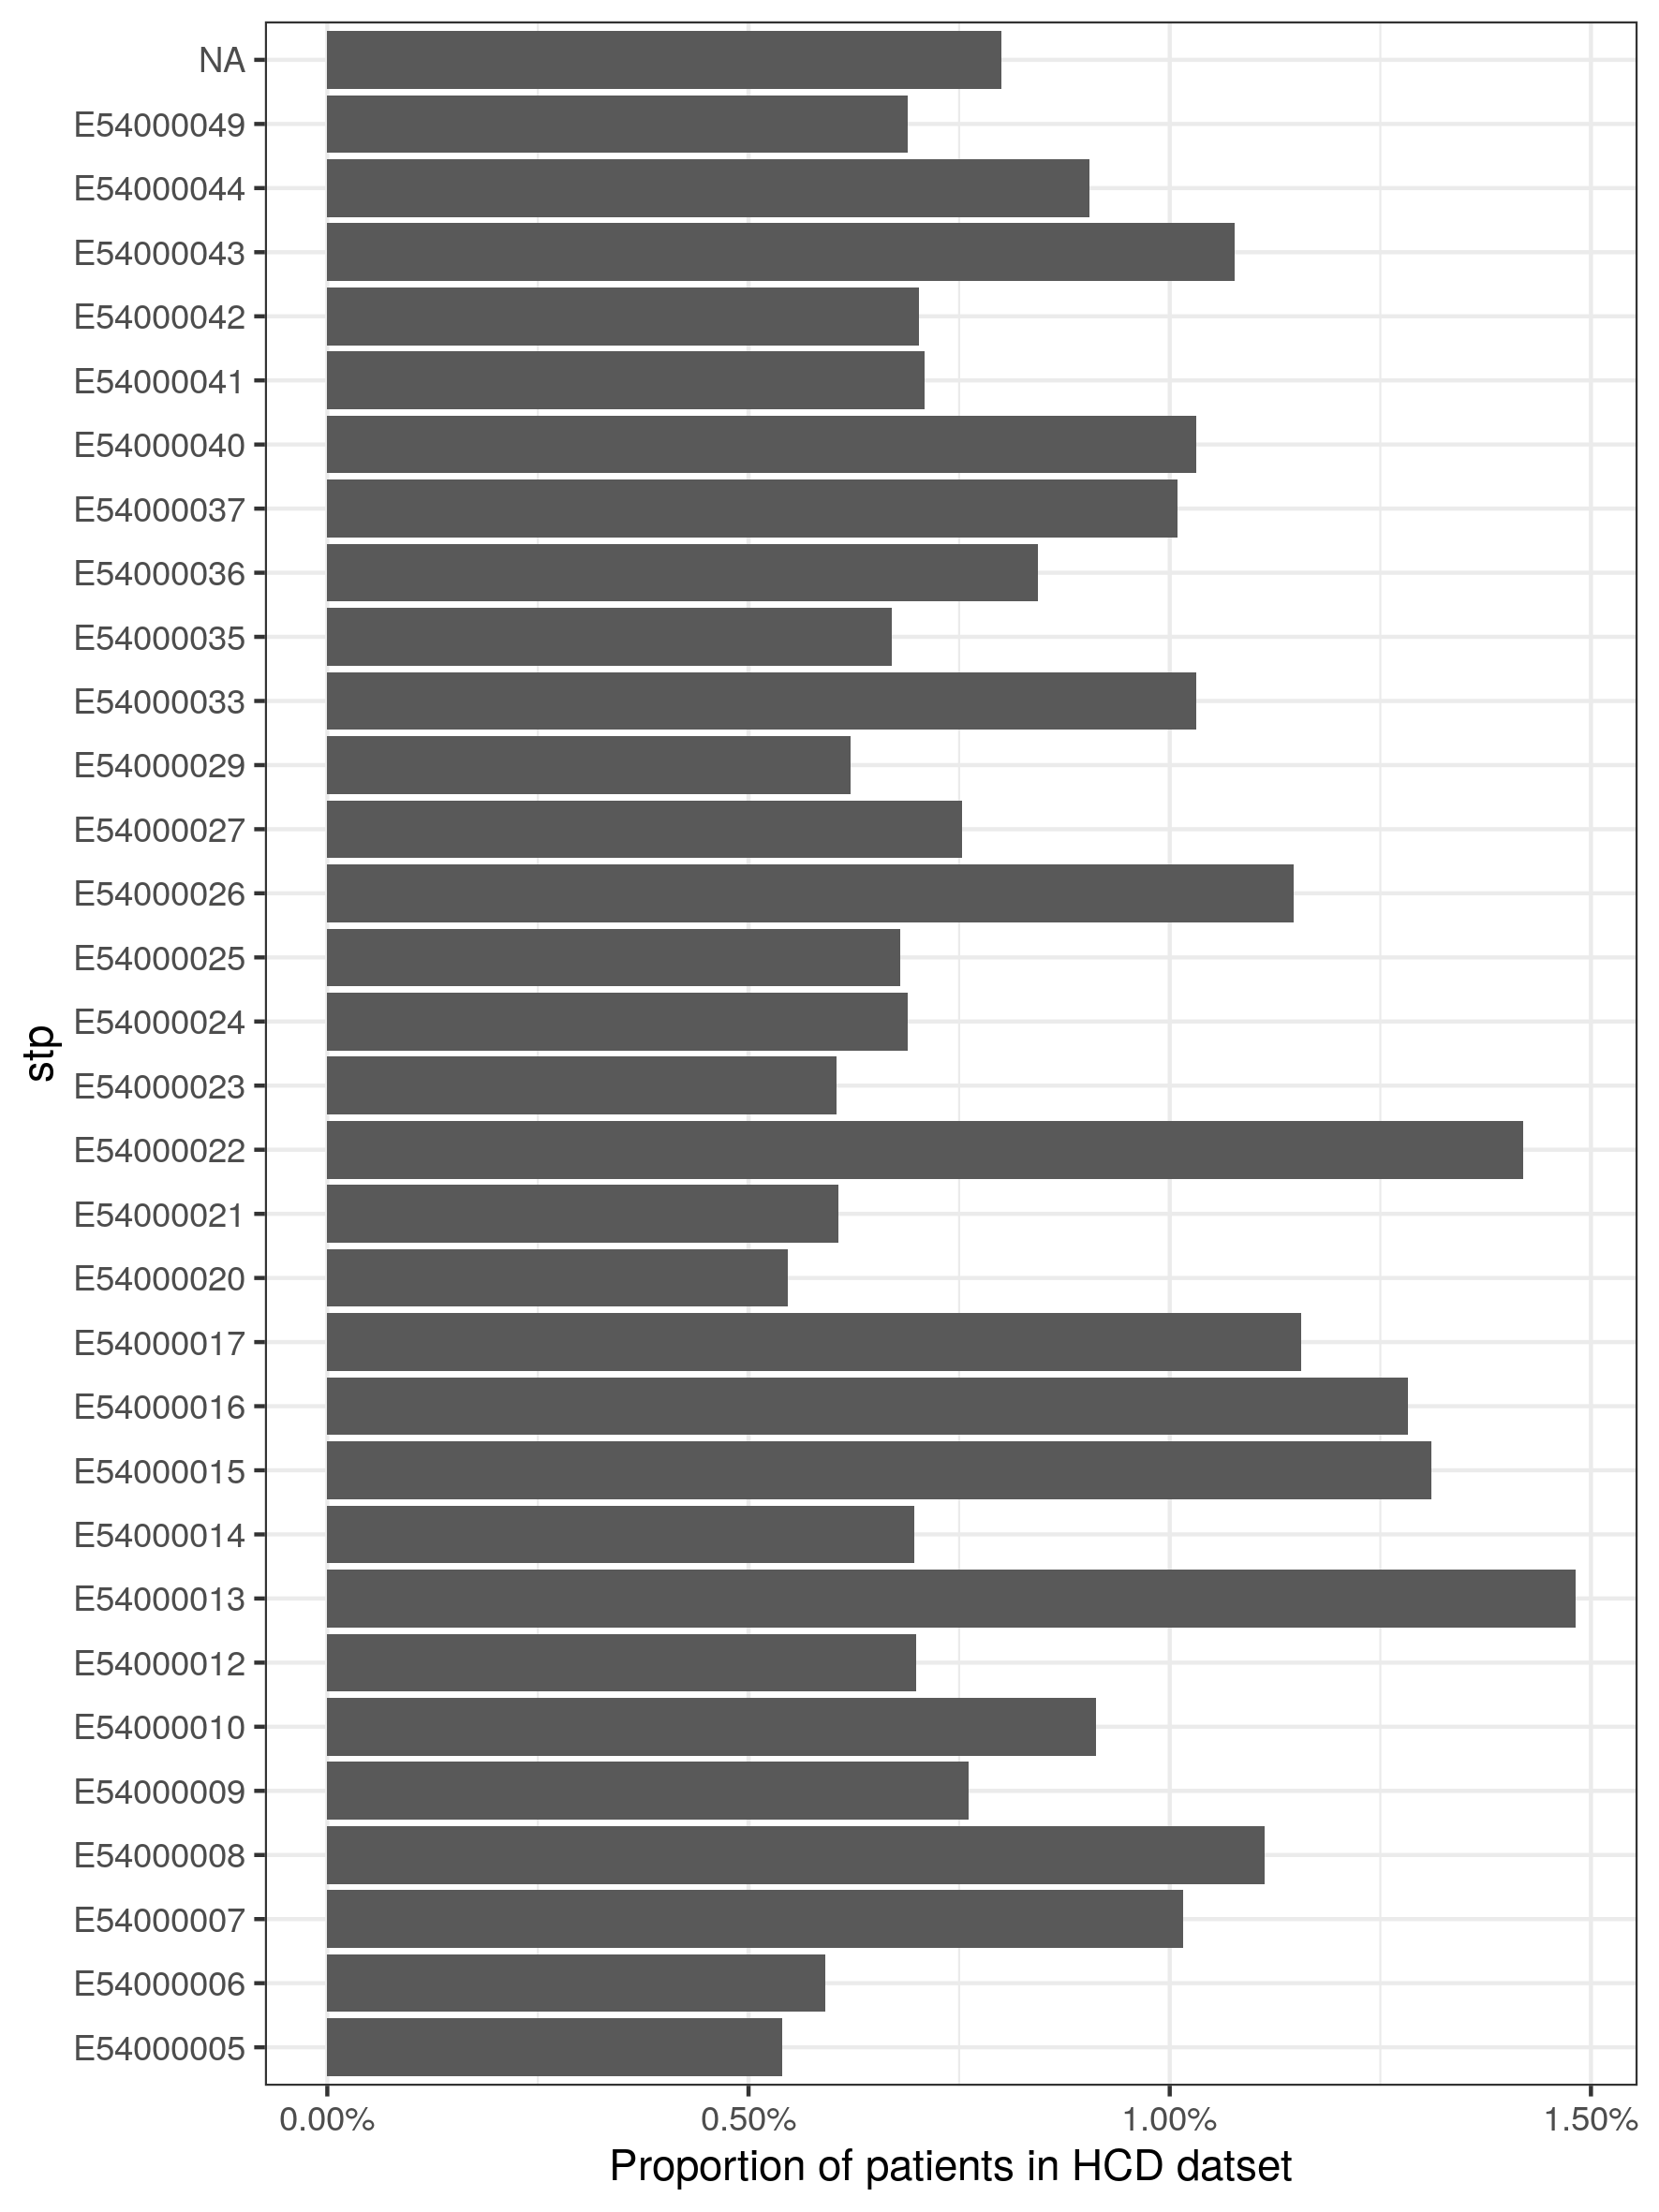 NA
E54000049
E54000044
E54000043
E54000042
E54000041
E54000040
E54000037
E54000036
E54000035
E54000033
E54000029
E54000027
E54000026
E54000025
E54000024
E54000023
E54000022
E54000021
E54000020
E54000017
E54000016
E54000015
E54000014
E54000013
E54000012
E54000010
E54000009
E54000008
E54000007
E54000006
E54000005
stp
0.00% 0.50% 1.00% 1.50%
Proportion of patients in HCD datset